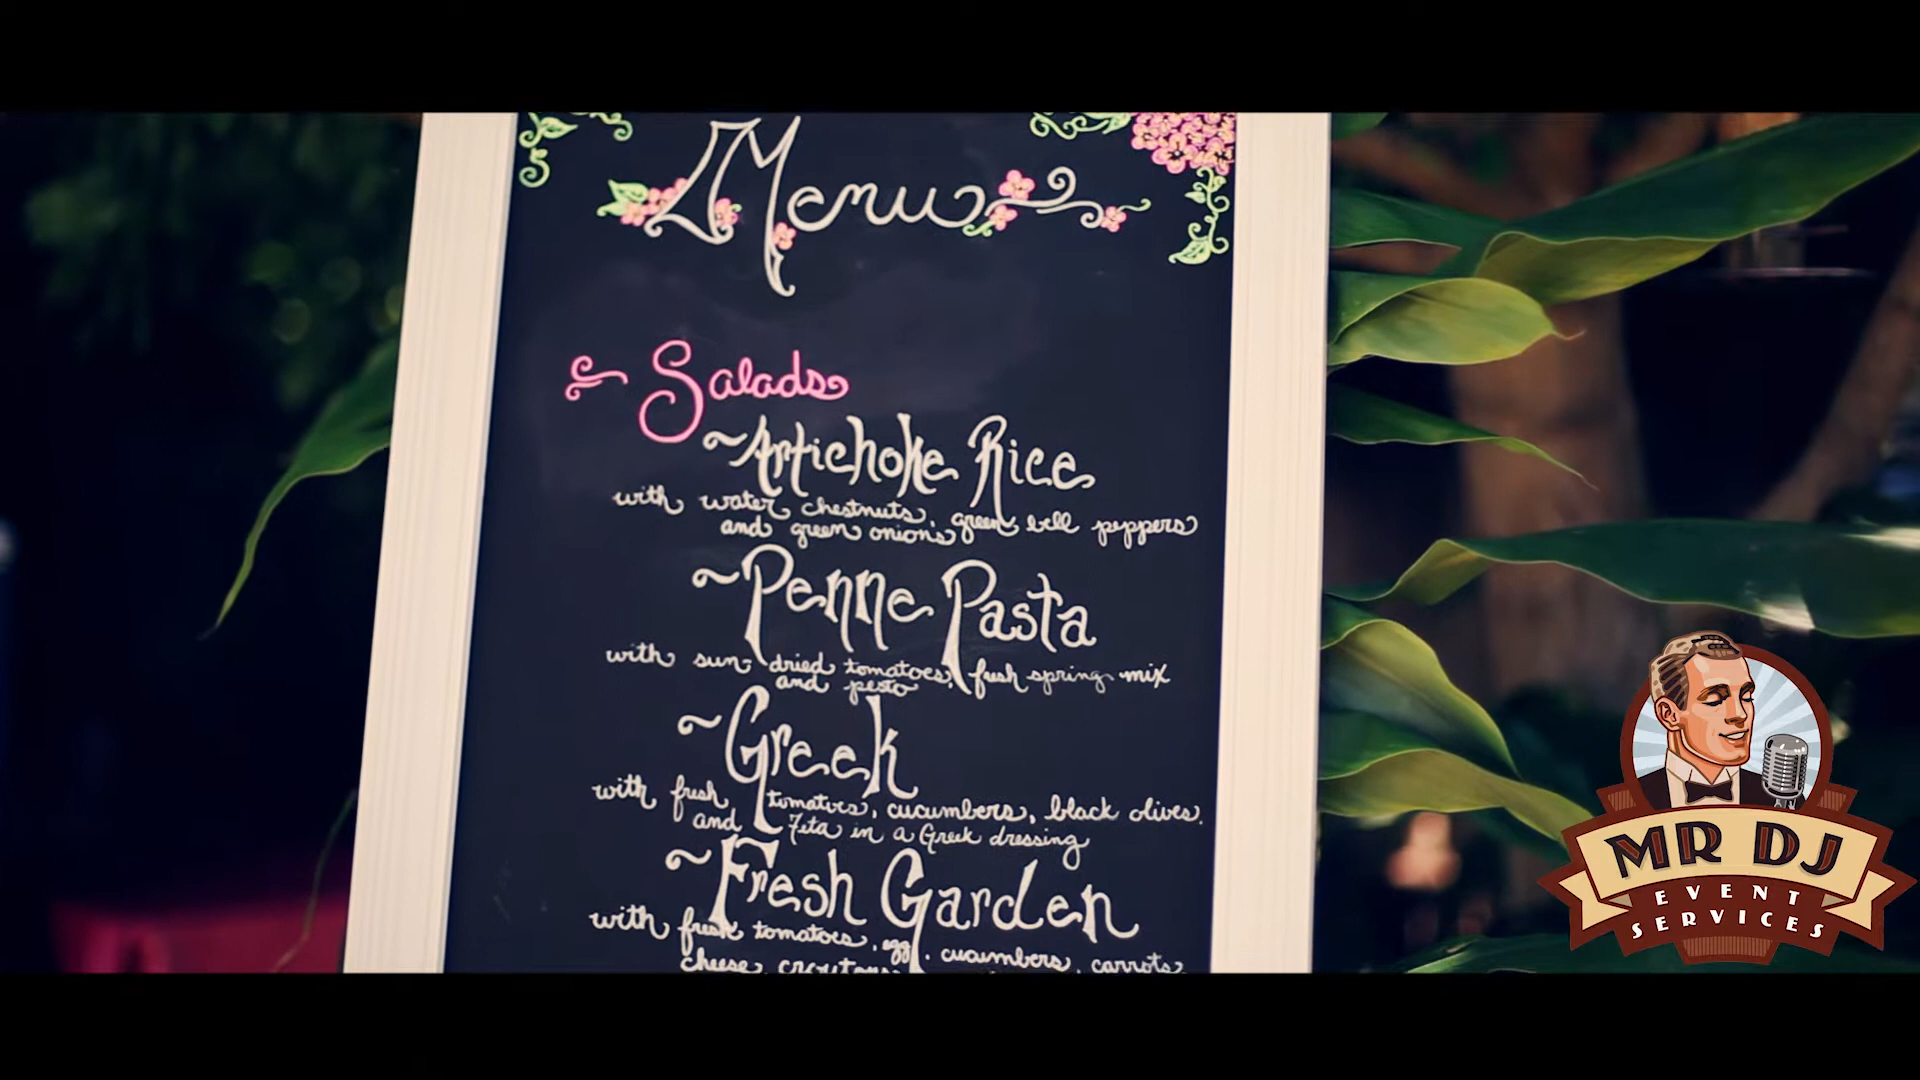 Menu
Salads
~Artichoke Rice
with water chestnuts, green bell peppers
and green onions
~Penne Pasta
with sun-dried tomatoes, fresh spring mix
and pesto
~Greek
with fresh tomatoes, cucumbers, black olives,
and Feta in a Greek dressing
~Fresh Garden
with fresh tomatoes, egg, cucumbers, carrots,
cheese, croutons
MR DJ
EVENT
SERVICES